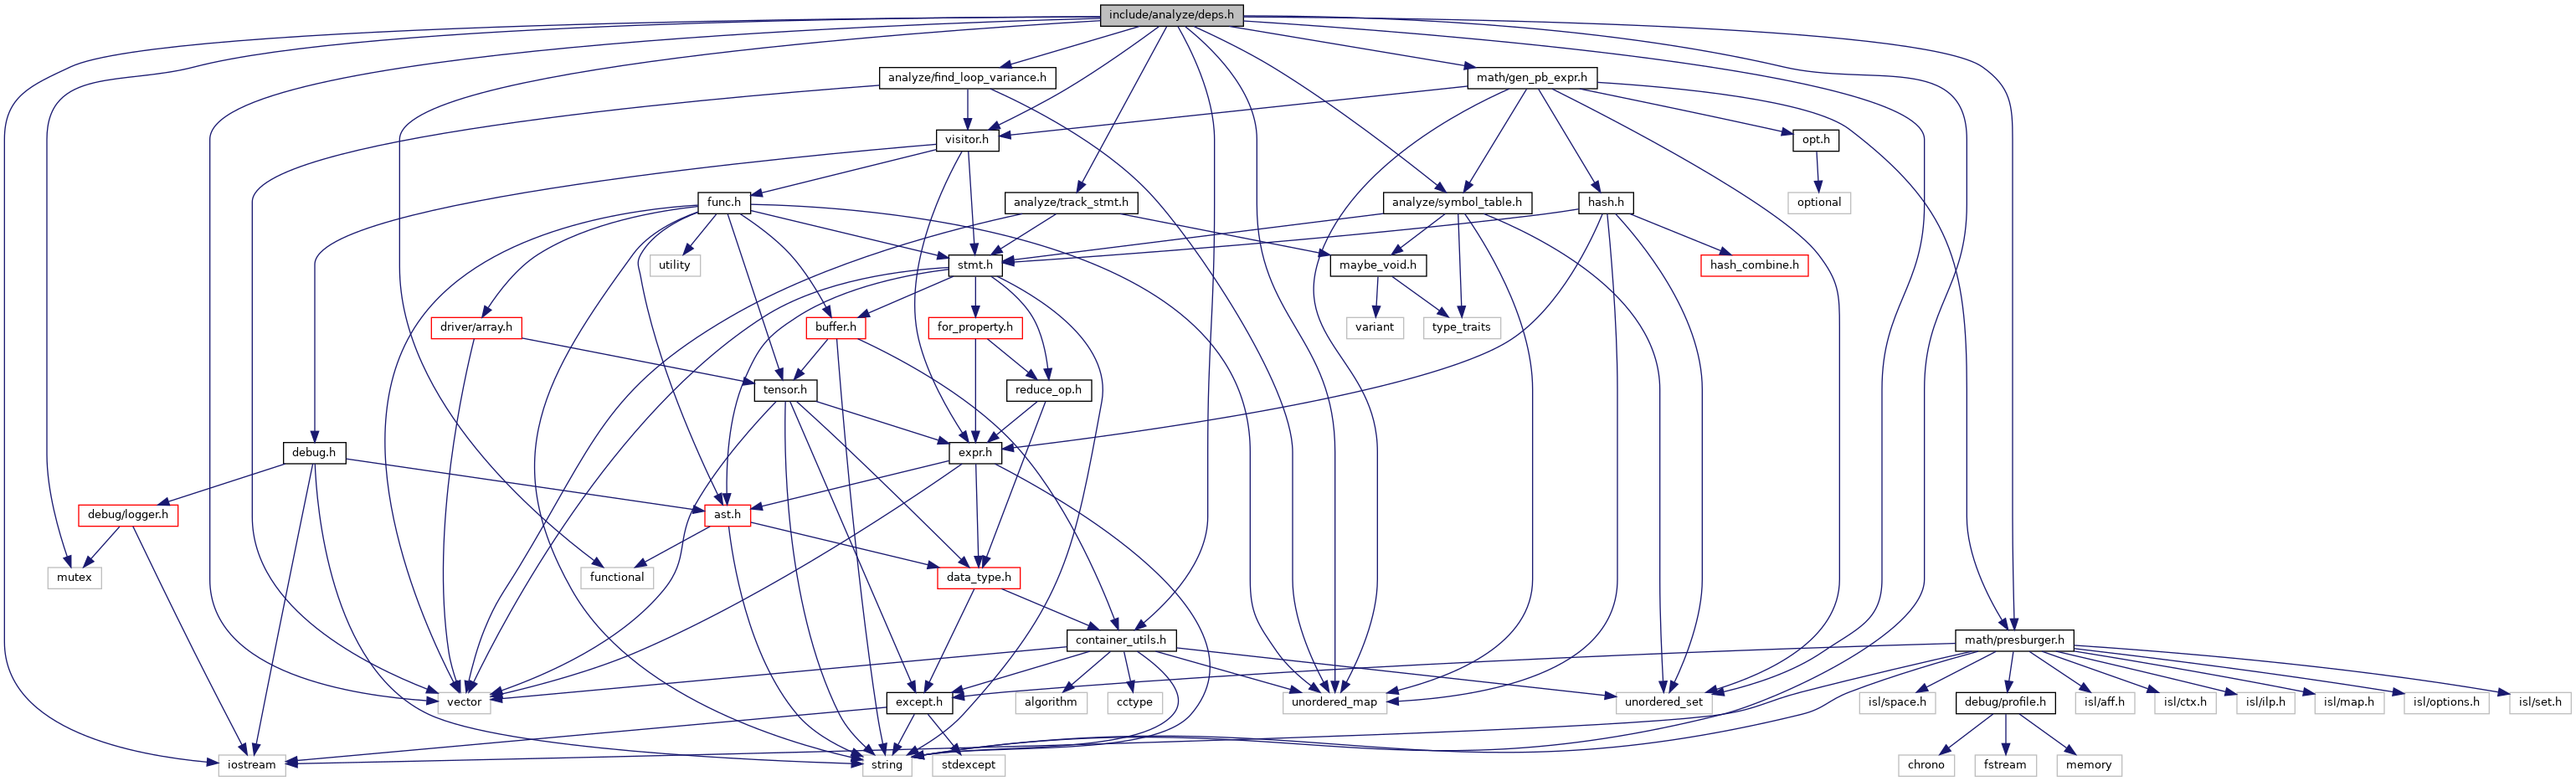 include/analyze/deps.h
analyze/find_loop_variance.h
math/gen_pb_expr.h
visitor.h
opt.h
func.h
analyze/track_stmt.h
analyze/symbol_table.h
hash.h
optional
utility
stmt.h
maybe_void.h
hash_combine.h
driver/array.h
buffer.h
for_property.h
variant
type_traits
tensor.h
reduce_op.h
debug.h
expr.h
debug/logger.h
ast.h
mutex
functional
data_type.h
container_utils.h
math/presburger.h
vector
except.h
algorithm
cctype
unordered_map
unordered_set
isl/space.h
debug/profile.h
isl/aff.h
isl/ctx.h
isl/ilp.h
isl/map.h
isl/options.h
isl/set.h
iostream
string
stdexcept
chrono
fstream
memory